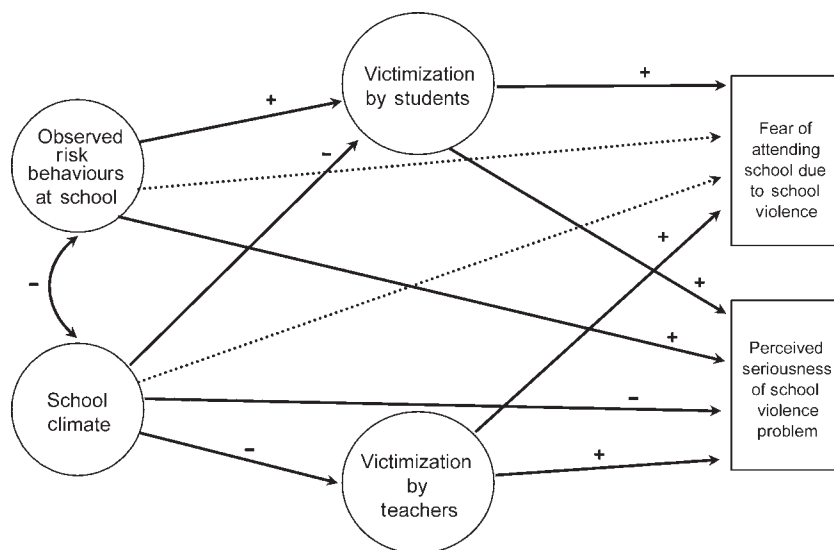 Victimization
by students
+
+
Observed
risk
behaviours
at school
-
Fear of
attending
school due
to school
violence
+
-
+
+
School
climate
Perceived
seriousness
of school
violence
problem
-
-
+
Victimization
by
teachers